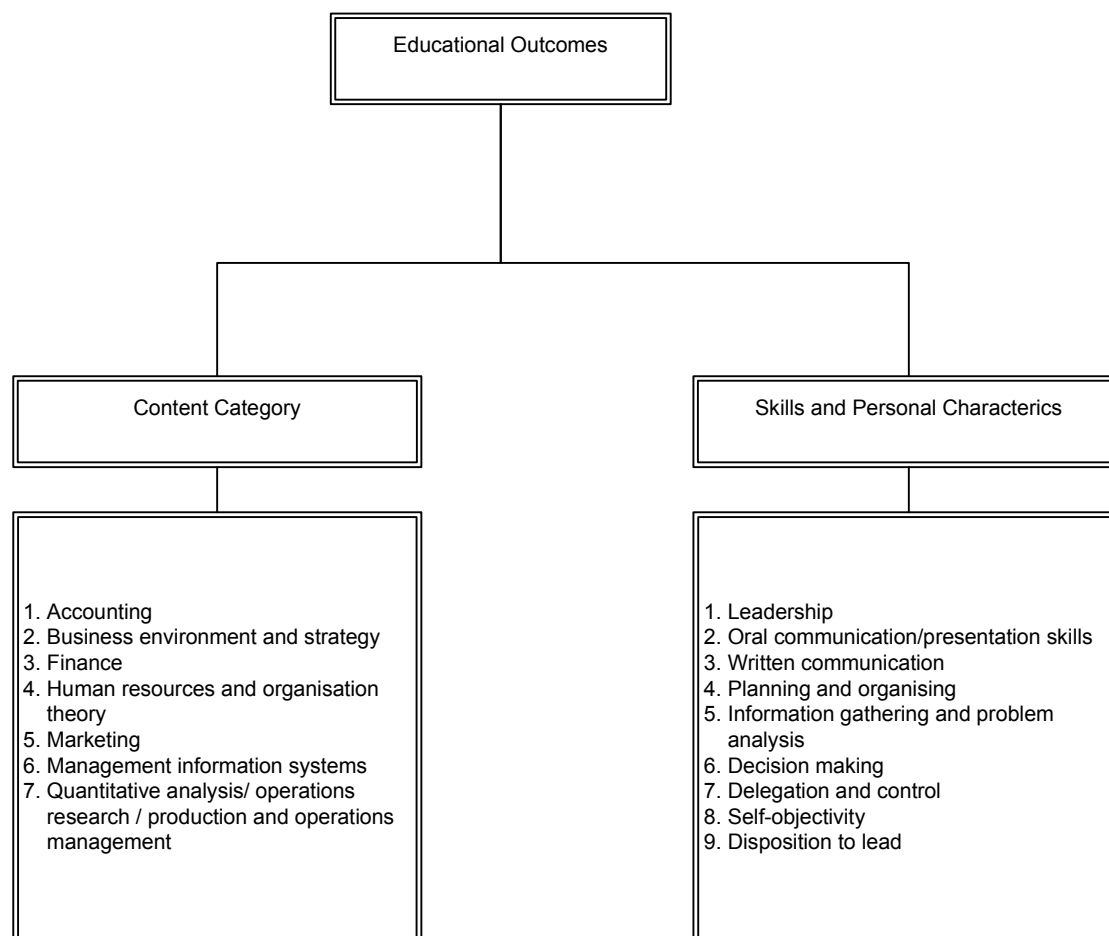 Educational Outcomes
Content Category
Skills and Personal Characterics
1. Accounting
2. Business environment and strategy
3. Finance
4. Human resources and organisation
theory
5. Marketing
6. Management information systems
7. Quantitative analysis/ operations
research / production and operations
management
1. Leadership
2. Oral communication/presentation skills
3. Written communication
4. Planning and organising
5. Information gathering and problem
analysis
6. Decision making
7. Delegation and control
8. Self-objectivity
9. Disposition to lead